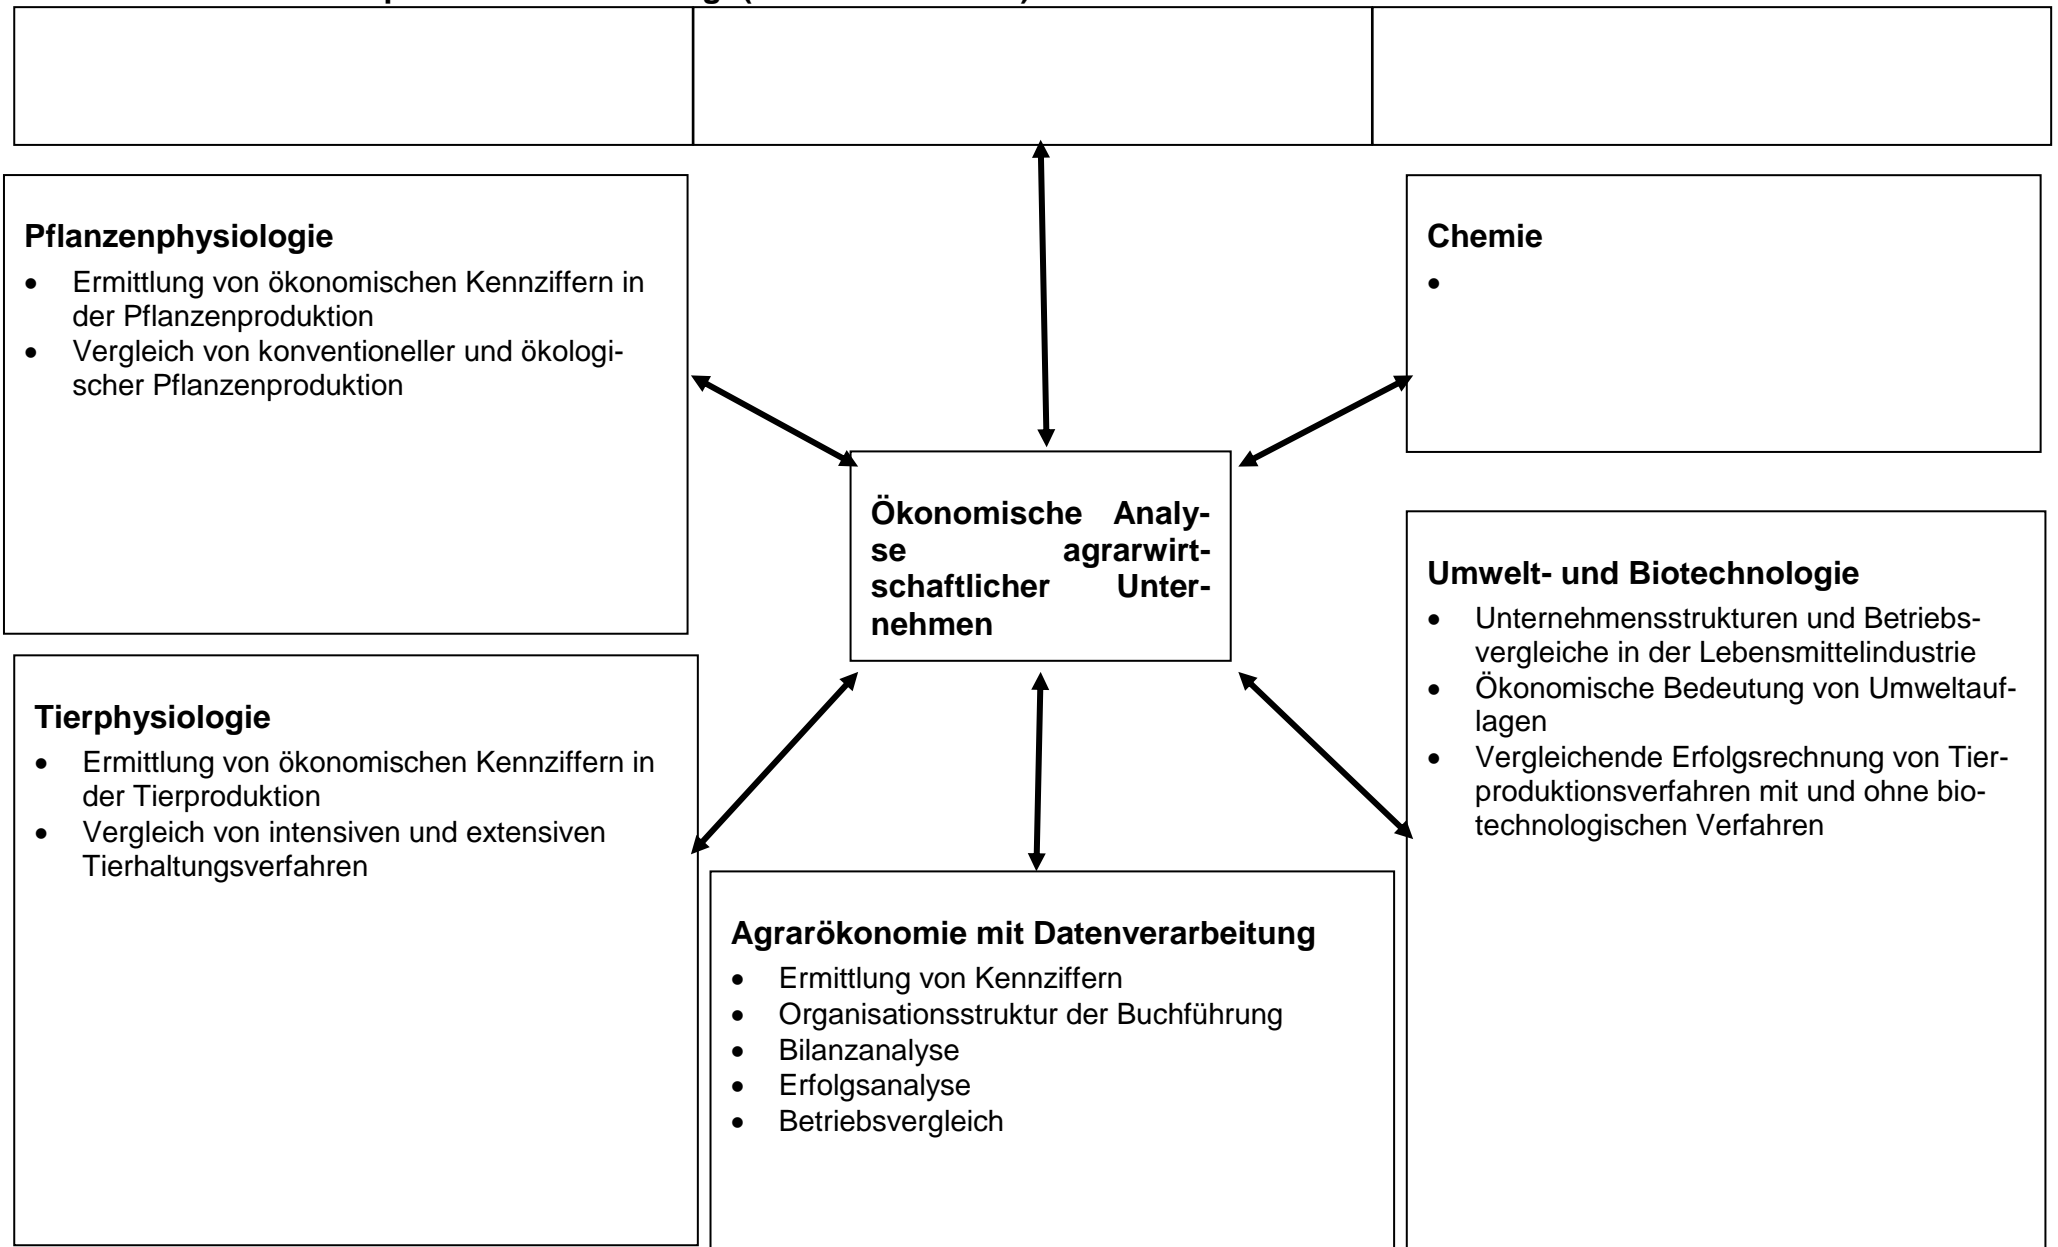 Pflanzenphysiologie
• Ermittlung von ökonomischen Kennziffern in
der Pflanzenproduktion
• Vergleich von konventioneller und ökologi-
scher Pflanzenproduktion
Chemie
•
Ökonomische Analy-
se agrarwirt-
schaftlicher Unter-
nehmen
Umwelt- und Biotechnologie
• Unternehmensstrukturen und Betriebs-
vergleiche in der Lebensmittelindustrie
• Ökonomische Bedeutung von Umweltauf-
lagen
• Vergleichende Erfolgsrechnung von Tier-
produktionsverfahren mit und ohne bio-
technologischen Verfahren
Tierphysiologie
• Ermittlung von ökonomischen Kennziffern in
der Tierproduktion
• Vergleich von intensiven und extensiven
Tierhaltungsverfahren
Agrarökonomie mit Datenverarbeitung
• Ermittlung von Kennziffern
• Organisationsstruktur der Buchführung
• Bilanzanalyse
• Erfolgsanalyse
• Betriebsvergleich